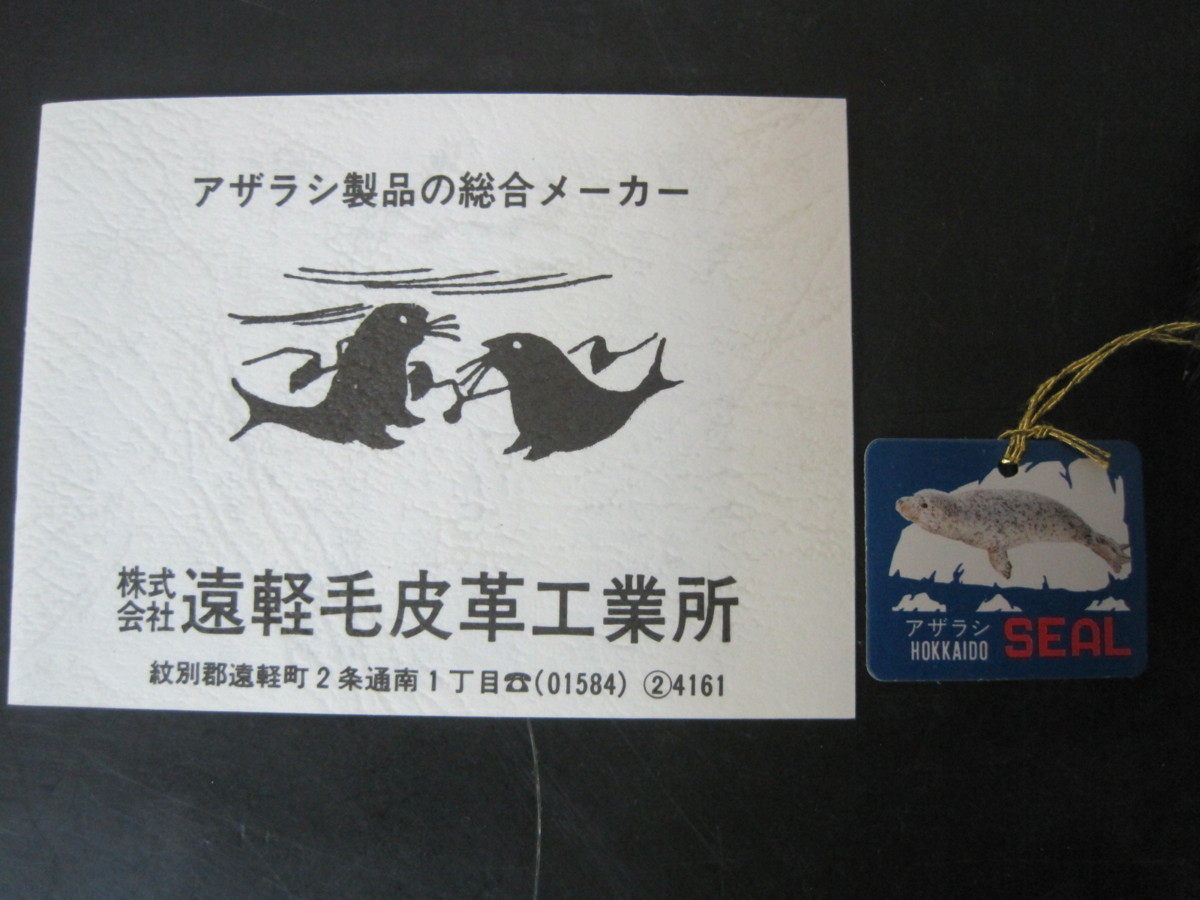 アザラシ製品の総合メーカー
株式会社 遠軽毛皮革工業所
紋別郡遠軽町2条通南1丁目☎(01584) ②4161
アザラシ
HOKKAIDO
SEAL